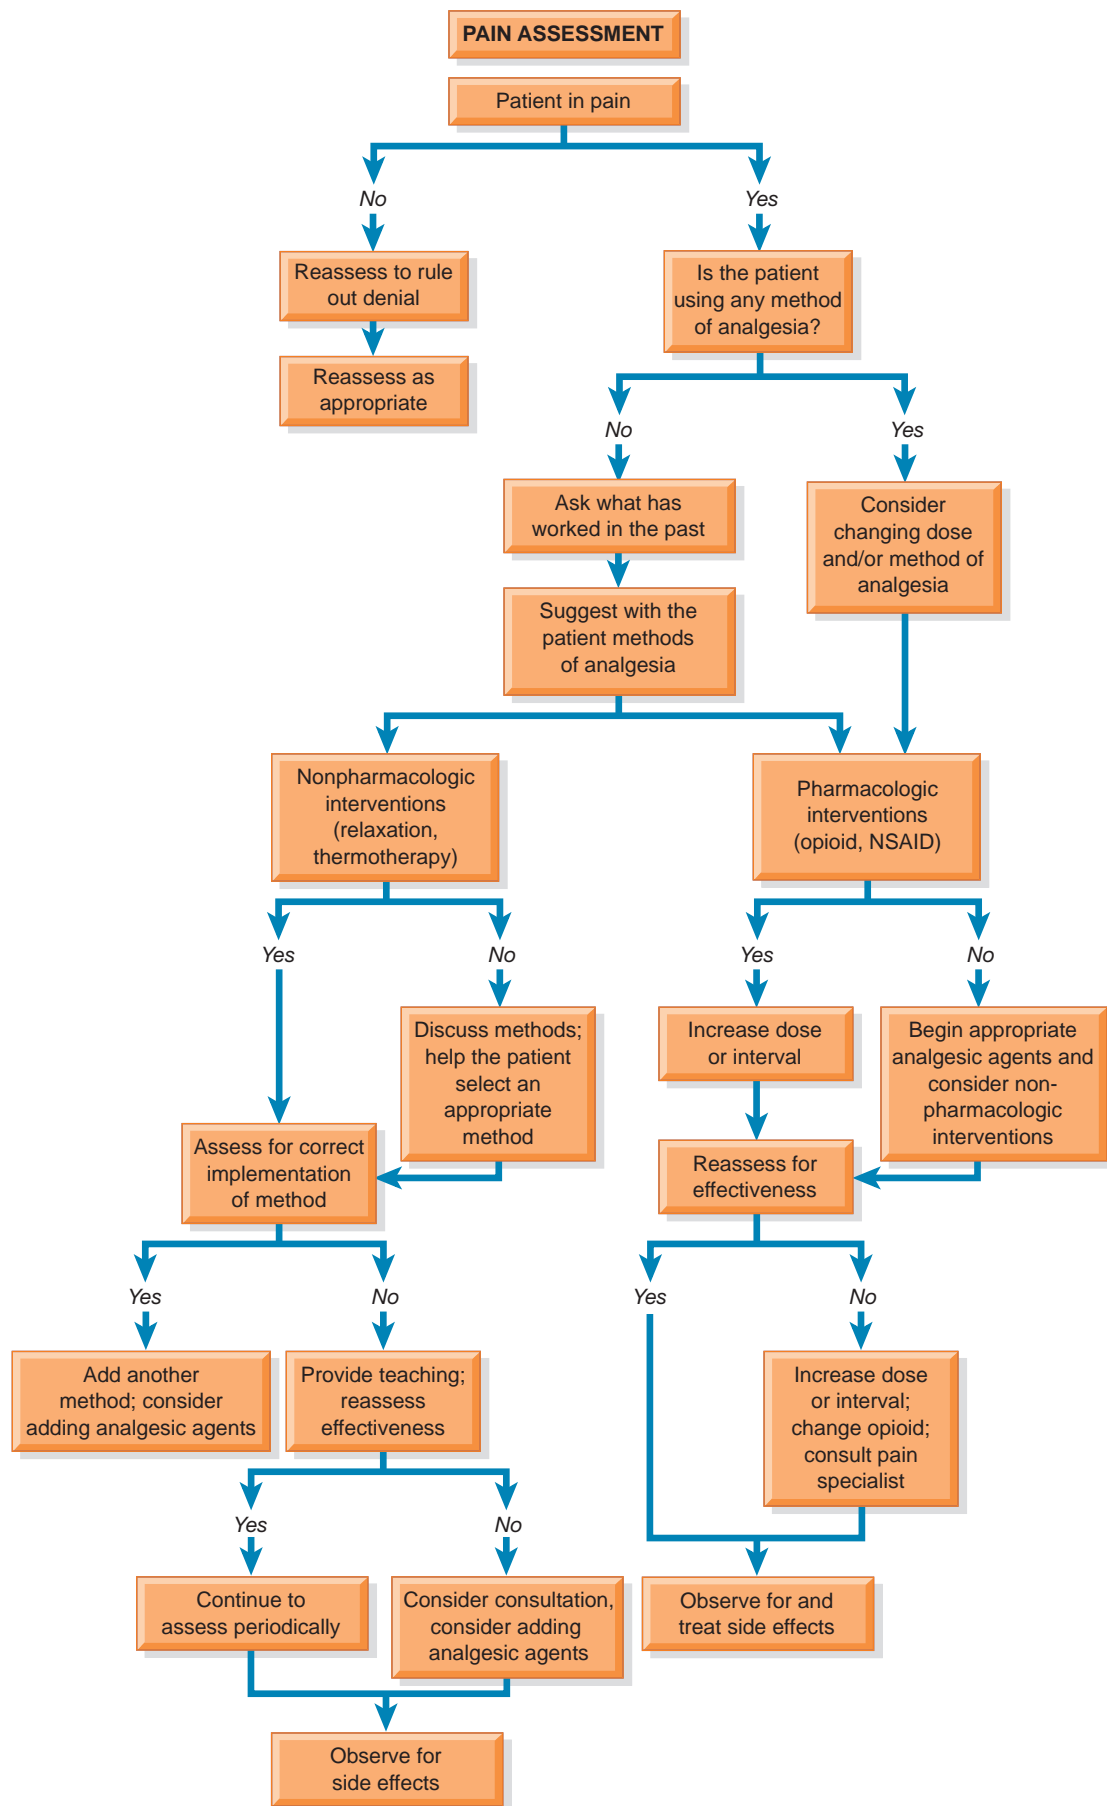 PAIN ASSESSMENT
Patient in pain
No
Yes
Reassess to rule
out denial
Is the patient
using any method
of analgesia?
Reassess as
appropriate
No
Yes
Ask what has
worked in the past
Consider
changing dose
and/or method of
analgesia
Suggest with the
patient methods
of analgesia
Nonpharmacologic
interventions
(relaxation,
thermotherapy)
Pharmacologic
interventions
(opioid, NSAID)
Yes
No
Yes
No
Discuss methods;
help the patient
select an
appropriate
method
Increase dose
or interval
Begin appropriate
analgesic agents and
consider non-
pharmacologic
interventions
Assess for correct
implementation
of method
Reassess for
effectiveness
Yes
No
Yes
No
Add another
method; consider
adding analgesic agents
Provide teaching;
reassess
effectiveness
Increase dose
or interval;
change opioid;
consult pain
specialist
Yes
No
Continue to
assess periodically
Consider consultation,
consider adding
analgesic agents
Observe for and
treat side effects
Observe for
side effects